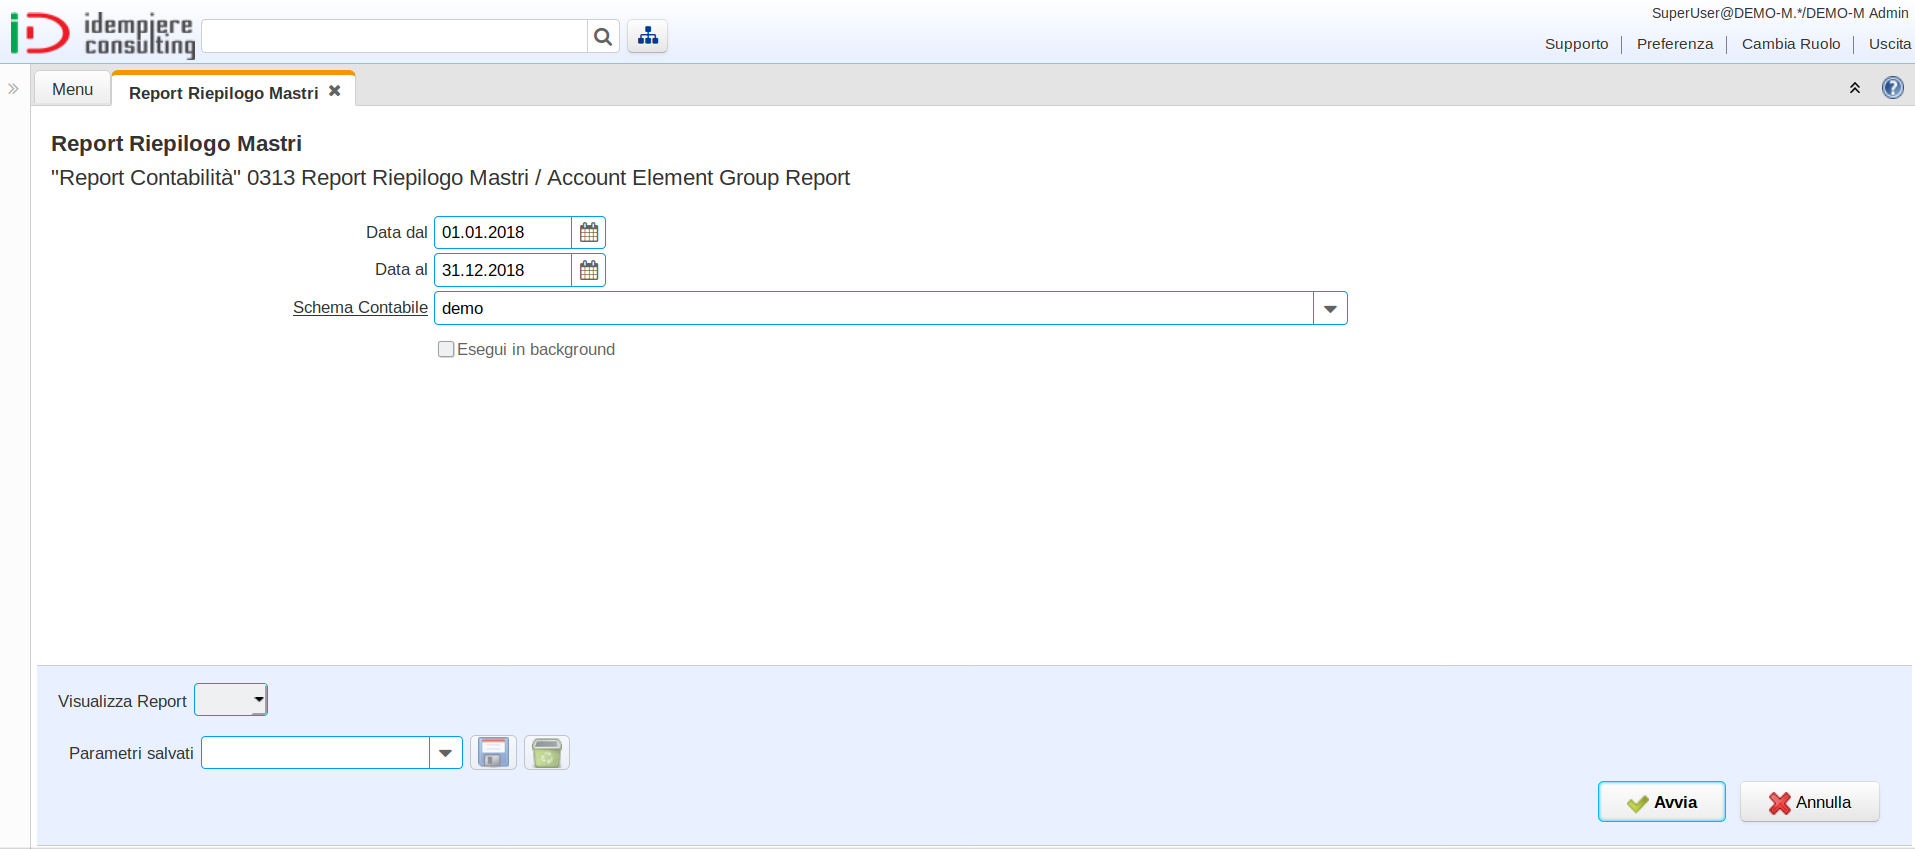 idempiere
consulting
SuperUser@DEMO-M.*/DEMO-M Admin
Supporto
Preferenza
Cambia Ruolo
Uscita
Menu
Report Riepilogo Mastri
Report Riepilogo Mastri
"Report Contabilità" 0313 Report Riepilogo Mastri / Account Element Group Report
Data dal 01.01.2018
Data al 31.12.2018
Schema Contabile demo
Esegui in background
Visualizza Report
Parametri salvati
Avvia
Annulla